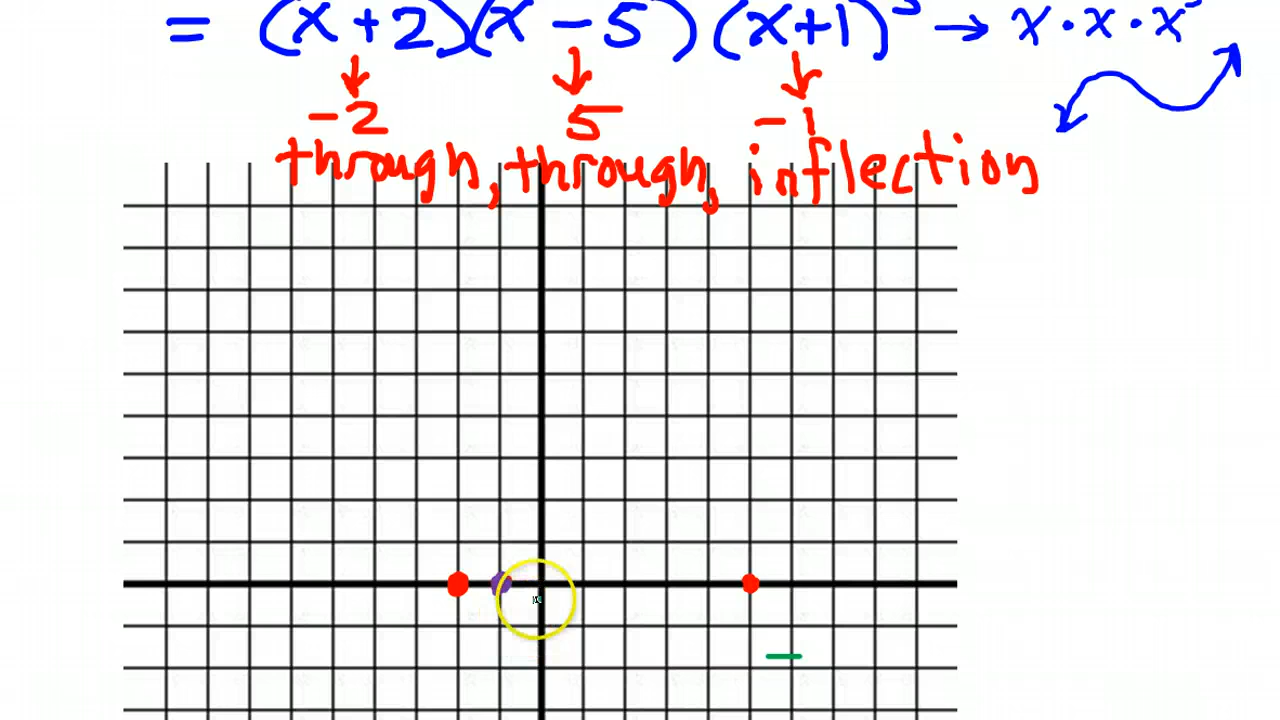 = (x+2)(x-5)(x+1)³ → x·x·x³
-2 5 -1
through, through, inflection